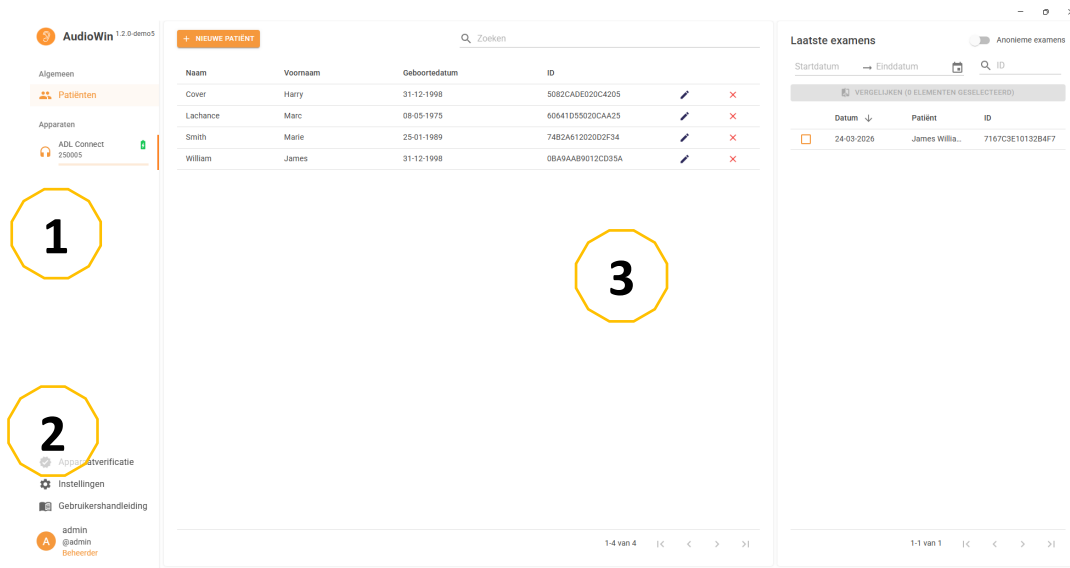 AudioWin 1.2.0-demo5
Algemeen
Patiënten
Apparaten
ADL Connect
250005
1
2
Apparaatverificatie
Instellingen
Gebruikershandleiding
A
admin
@admin
Beheerder
+ NIEUWE PATIËNT
Zoeken
Naam Voornaam Geboortedatum ID
Cover Harry 31-12-1998 5082CADE020C4205
Lachance Marc 08-05-1975 60641D55020CAA25
Smith Marie 25-01-1989 74B2A612020D2F34
William James 31-12-1998 0BA9AAB9012CD35A
3
1-4 van 4
Laatste examens
Anonieme examens
Startdatum → Einddatum
ID
VERGELIJKEN (0 ELEMENTEN GESELECTEERD)
Datum ↓ Patiënt ID
24-03-2026 James Willia... 7167C3E10132B4F7
1-1 van 1